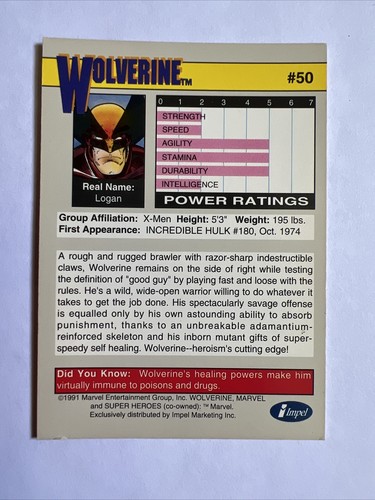 WOLVERINE™
#50
0 1 2 3 4 5 6 7
STRENGTH
SPEED
AGILITY
STAMINA
DURABILITY
INTELLIGENCE
POWER RATINGS
Real Name:
Logan
Group Affiliation: X-Men Height: 5'3" Weight: 195 lbs.
First Appearance: INCREDIBLE HULK #180, Oct. 1974
A rough and rugged brawler with razor-sharp indestructible
claws, Wolverine remains on the side of right while testing
the definition of "good guy" by playing fast and loose with the
rules. He's a wild, wide-open warrior willing to do whatever it
takes to get the job done. His spectacularly savage offense
is equalled only by his own astounding ability to absorb
punishment, thanks to an unbreakable adamantium-
reinforced skeleton and his inborn mutant gifts of super-
speedy self healing. Wolverine--heroism's cutting edge!
Did You Know: Wolverine's healing powers make him
virtually immune to poisons and drugs.
©1991 Marvel Entertainment Group, Inc. WOLVERINE, MARVEL
and SUPER HEROES (co-owned): ™ Marvel.
Exclusively distributed by Impel Marketing Inc.
Impel